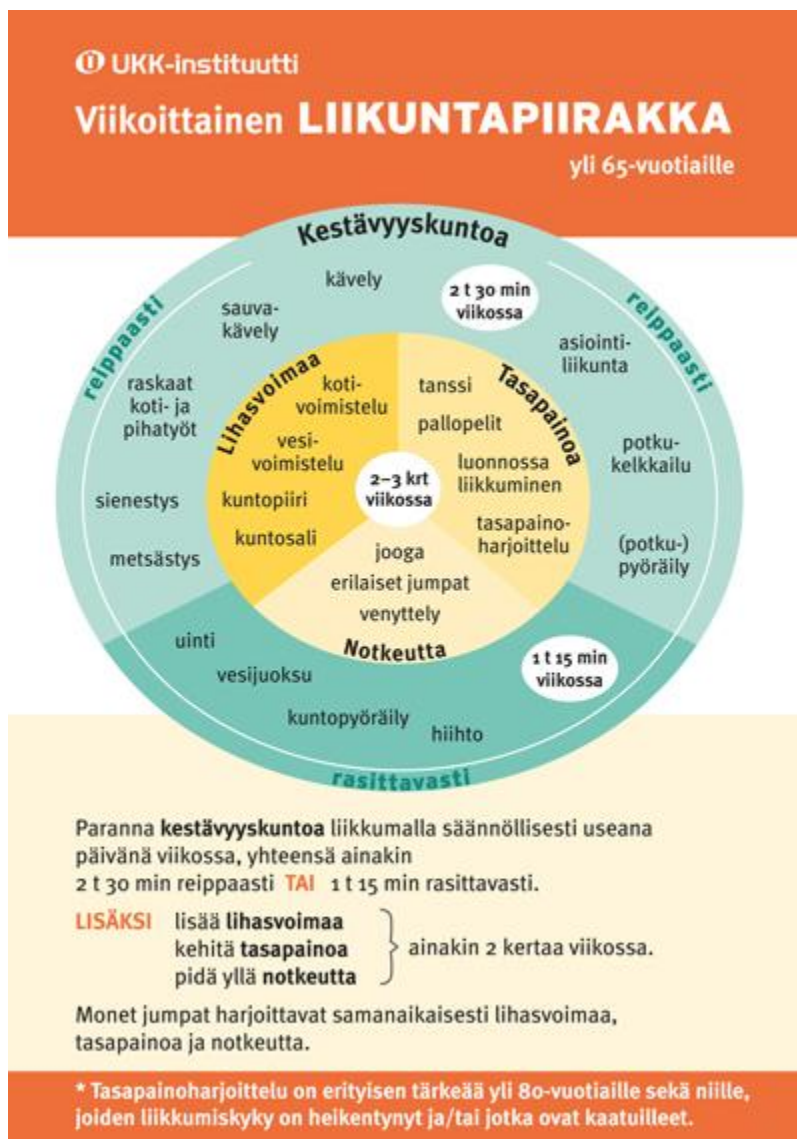 UKK-instituutti
Viikoittainen LIIKUNTAPIIRAKKA
yli 65-vuotiaille
Kestävyyskuntoa
reippaasti
reippaasti
kävely
2 t 30 min
viikossa
sauva-
kävely
asiointi-
liikunta
raskaat
koti- ja
pihatyöt
potku-
kelkkailu
sienestys
metsästys
(potku-)
pyöräily
Lihasvoimaa
koti-
voimistelu
vesi-
voimistelu
kuntopiiri
kuntosali
Tasapainoa
tanssi
pallopelit
luonnossa
liikkuminen
tasapaino-
harjoittelu
2–3 krt
viikossa
jooga
erilaiset jumpat
venyttely
Notkeutta
uinti
vesijuoksu
kuntopyöräily
hiihto
1 t 15 min
viikossa
rasittavasti
Paranna kestävyyskuntoa liikkumalla säännöllisesti useana
päivänä viikossa, yhteensä ainakin
2 t 30 min reippaasti TAI 1 t 15 min rasittavasti.
LISÄKSI lisää lihasvoimaa
kehitä tasapainoa
pidä yllä notkeutta
ainakin 2 kertaa viikossa.
Monet jumpat harjoittavat samanaikaisesti lihasvoimaa,
tasapainoa ja notkeutta.
* Tasapainoharjoittelu on erityisen tärkeää yli 80-vuotiaille sekä niille,
joiden liikkumiskyky on heikentynyt ja/tai jotka ovat kaatuilleet.